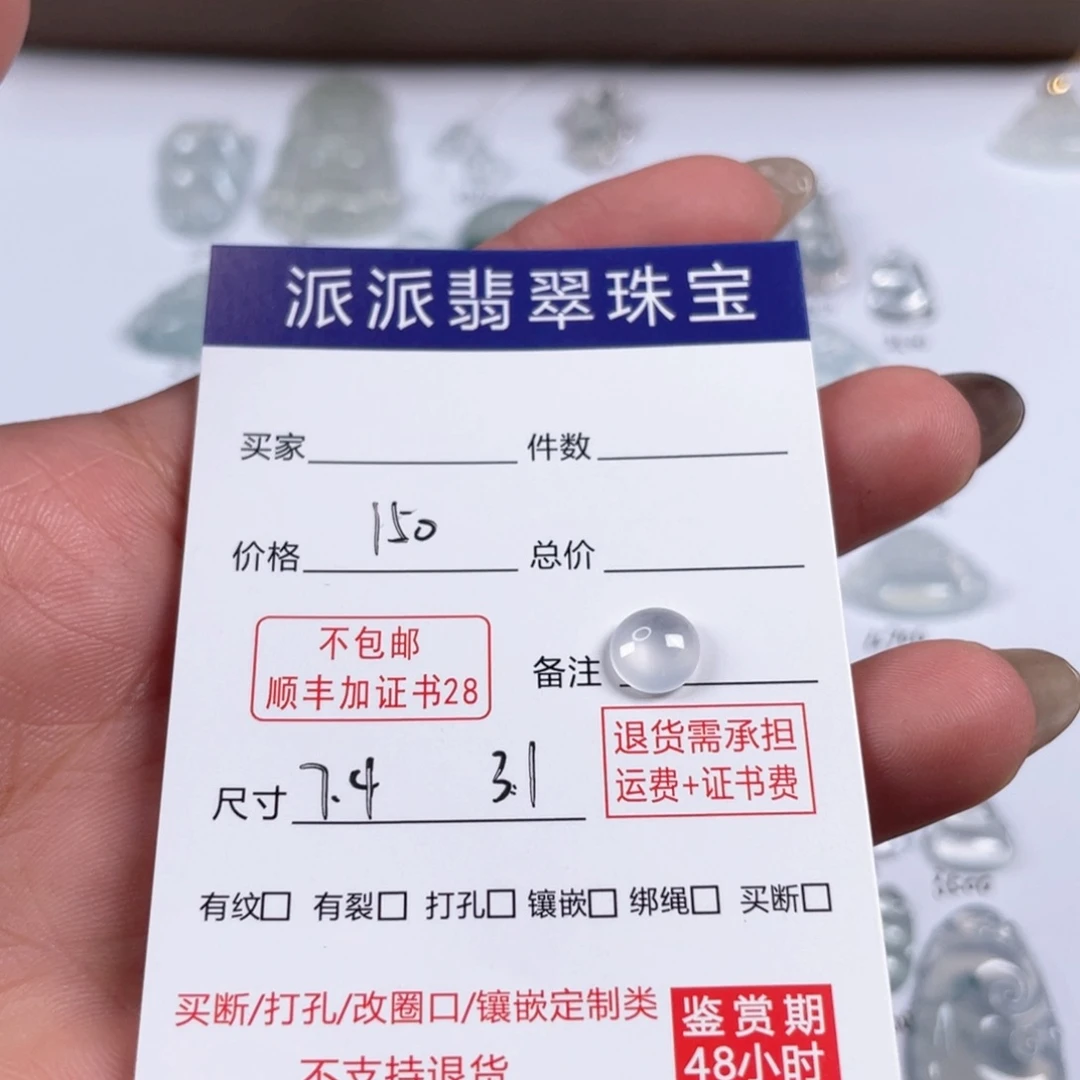 派派翡翠珠宝
买家 件数
价格 150 总价
不包邮
顺丰加证书28
备注
退货需承担
运费+证书费
尺寸 7.4 3.1
有纹□ 有裂□ 打孔□ 镶嵌□ 绑绳□ 买断□
买断/打孔/改圈口/镶嵌定制类
不支持退货
鉴赏期
48小时